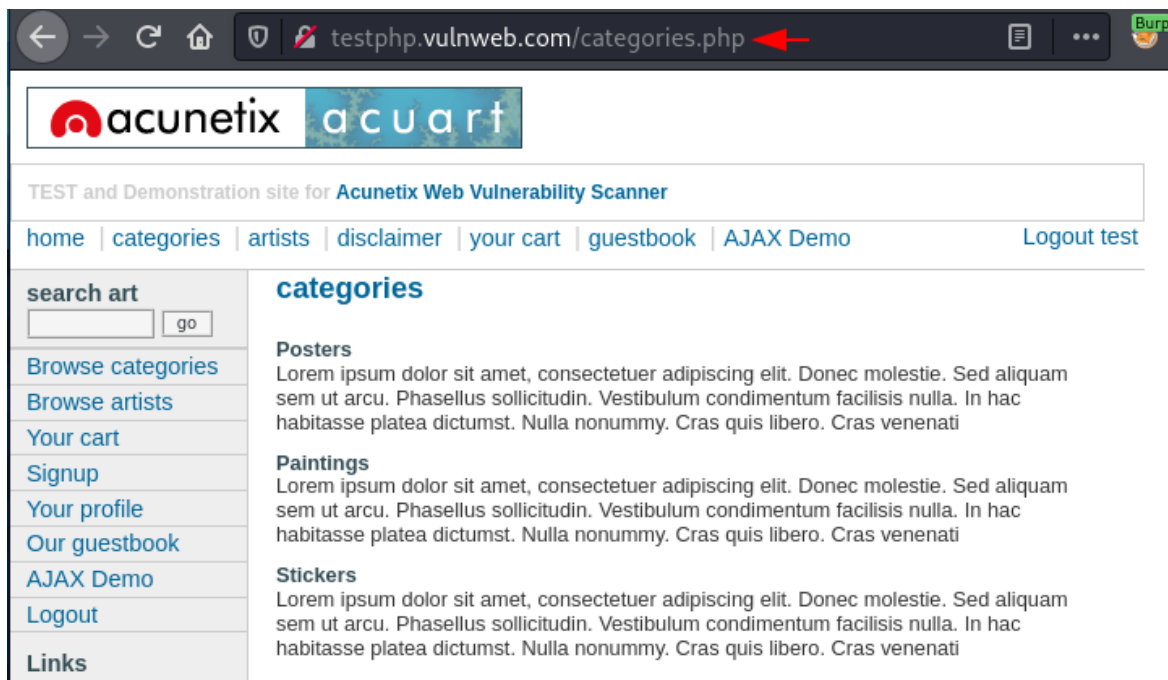 testphp.vulnweb.com/categories.php
Burp
acunetix acuart
TEST and Demonstration site for Acunetix Web Vulnerability Scanner
home | categories | artists | disclaimer | your cart | guestbook | AJAX Demo
Logout test
search art
go
Browse categories
Browse artists
Your cart
Signup
Your profile
Our guestbook
AJAX Demo
Logout
Links
categories
Posters
Lorem ipsum dolor sit amet, consectetuer adipiscing elit. Donec molestie. Sed aliquam
sem ut arcu. Phasellus sollicitudin. Vestibulum condimentum facilisis nulla. In hac
habitasse platea dictumst. Nulla nonummy. Cras quis libero. Cras venenati
Paintings
Lorem ipsum dolor sit amet, consectetuer adipiscing elit. Donec molestie. Sed aliquam
sem ut arcu. Phasellus sollicitudin. Vestibulum condimentum facilisis nulla. In hac
habitasse platea dictumst. Nulla nonummy. Cras quis libero. Cras venenati
Stickers
Lorem ipsum dolor sit amet, consectetuer adipiscing elit. Donec molestie. Sed aliquam
sem ut arcu. Phasellus sollicitudin. Vestibulum condimentum facilisis nulla. In hac
habitasse platea dictumst. Nulla nonummy. Cras quis libero. Cras venenati